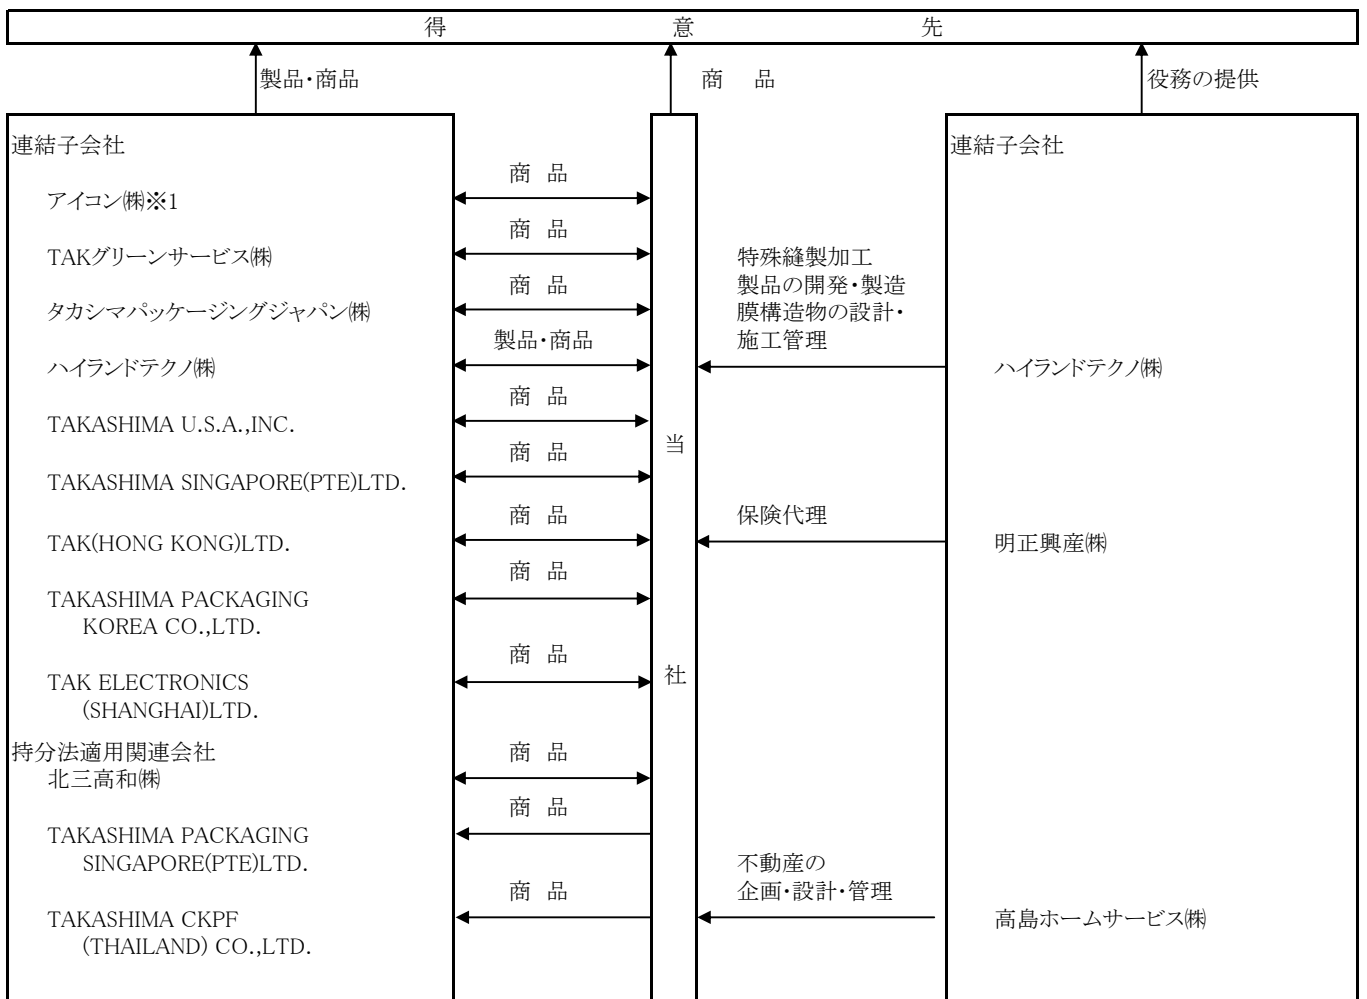 得意先
製品・商品
商品
役務の提供
連結子会社
アイコン㈱※1
TAKグリーンサービス㈱
タカシマパッケージングジャパン㈱
ハイランドテクノ㈱
TAKASHIMA U.S.A.,INC.
TAKASHIMA SINGAPORE(PTE)LTD.
TAK(HONG KONG)LTD.
TAKASHIMA PACKAGING
KOREA CO.,LTD.
TAK ELECTRONICS
(SHANGHAI)LTD.
持分法適用関連会社
北三高和㈱
TAKASHIMA PACKAGING
SINGAPORE(PTE)LTD.
TAKASHIMA CKPF
(THAILAND) CO.,LTD.
商品
商品
商品
製品・商品
商品
商品
商品
商品
商品
商品
商品
商品
当社
特殊縫製加工
製品の開発・製造
膜構造物の設計・
施工管理
保険代理
不動産の
企画・設計・管理
連結子会社
ハイランドテクノ㈱
明正興産㈱
高島ホームサービス㈱